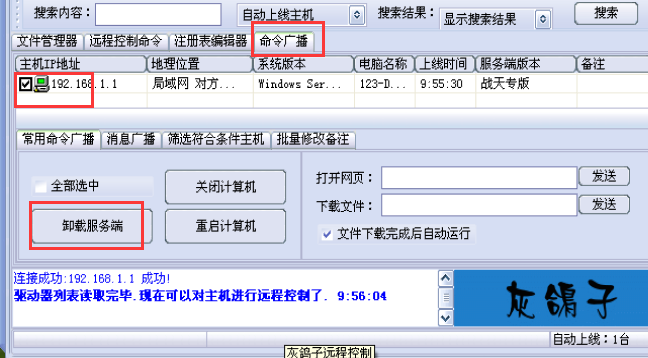 搜索内容： 自动上线主机 搜索结果： 显示搜索结果 搜索
文件管理器 远程控制命令 注册表编辑器 命令广播
主机IP地址 地理位置 系统版本 电脑名称 上线时间 服务端版本 备注
192.168.1.1 局域网 对方... Windows Ser... 123-D... 9:55:30 战天专版
常用命令广播 消息广播 筛选符合条件主机 批量修改备注
全部选中 关闭计算机 打开网页： 发送
卸载服务端 重启计算机 下载文件： 发送
文件下载完成后自动运行
连接成功:192.168.1.1 成功!
驱动器列表读取完毕.现在可以对主机进行远程控制了. 9:56:04
灰鸽子
自动上线：1台
灰鸽子远程控制